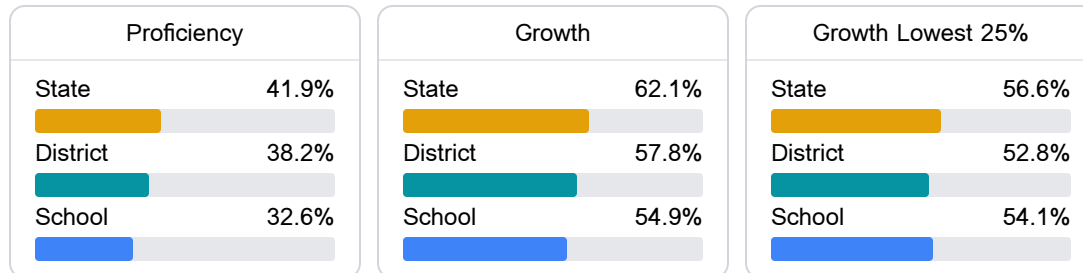 Proficiency
State 41.9%
District 38.2%
School 32.6%
Growth
State 62.1%
District 57.8%
School 54.9%
Growth Lowest 25%
State 56.6%
District 52.8%
School 54.1%